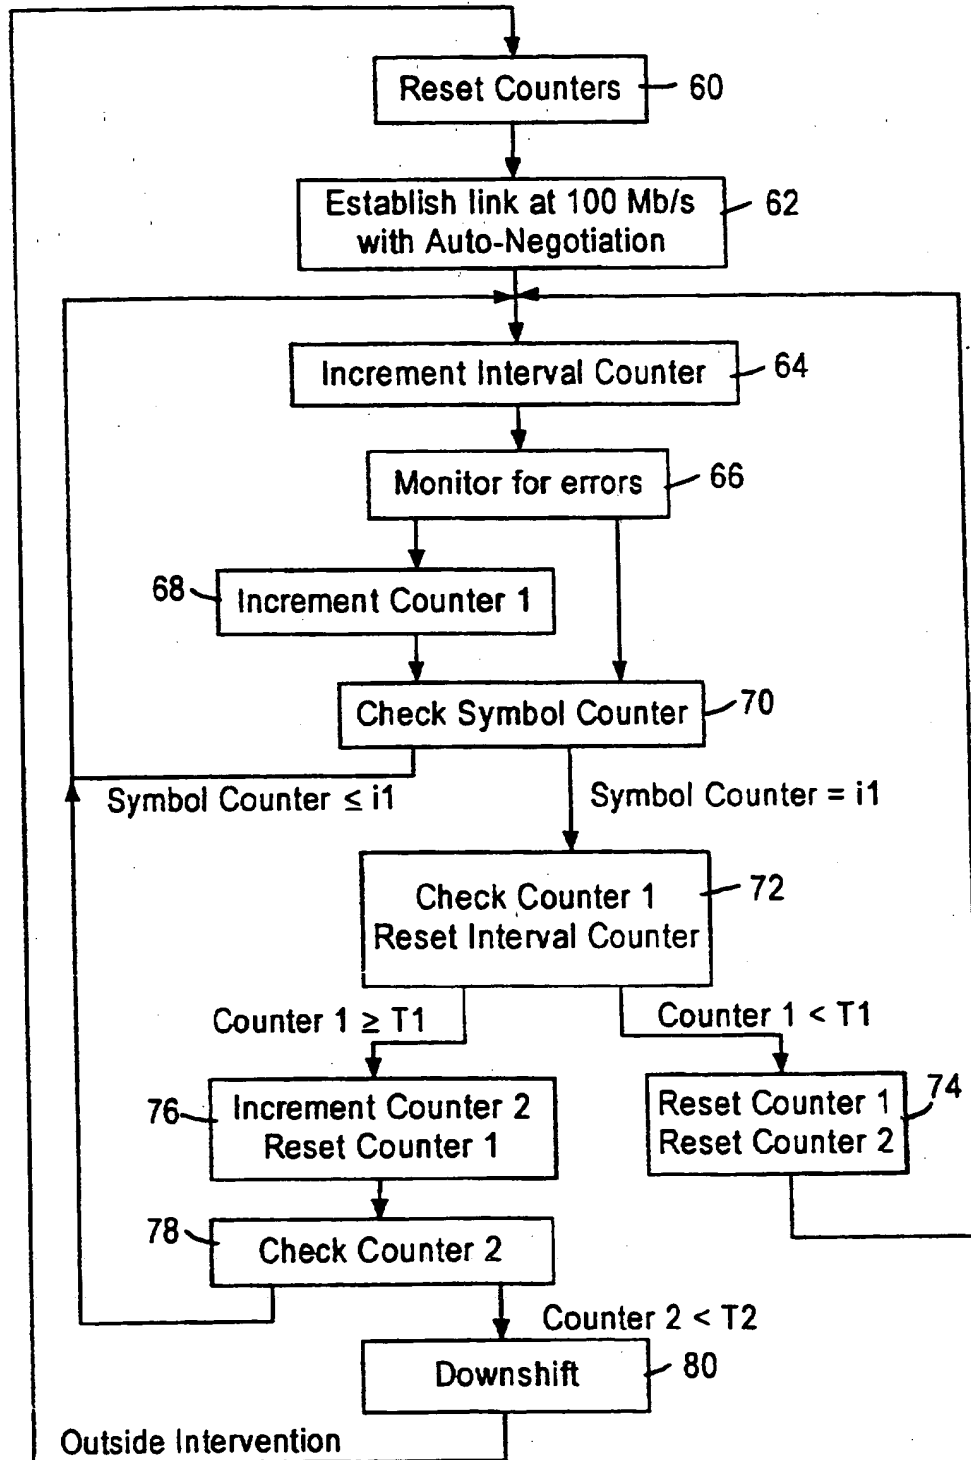 Reset Counters
60
Establish link at 100 Mb/s
with Auto-Negotiation
62
Increment Interval Counter
64
Monitor for errors
66
68
Increment Counter 1
Check Symbol Counter
70
Symbol Counter ≤ i1
Symbol Counter = i1
Check Counter 1
Reset Interval Counter
72
Counter 1 ≥ T1
Counter 1 < T1
76
Increment Counter 2
Reset Counter 1
Reset Counter 1
Reset Counter 2
74
78
Check Counter 2
Counter 2 < T2
Downshift
80
Outside Intervention